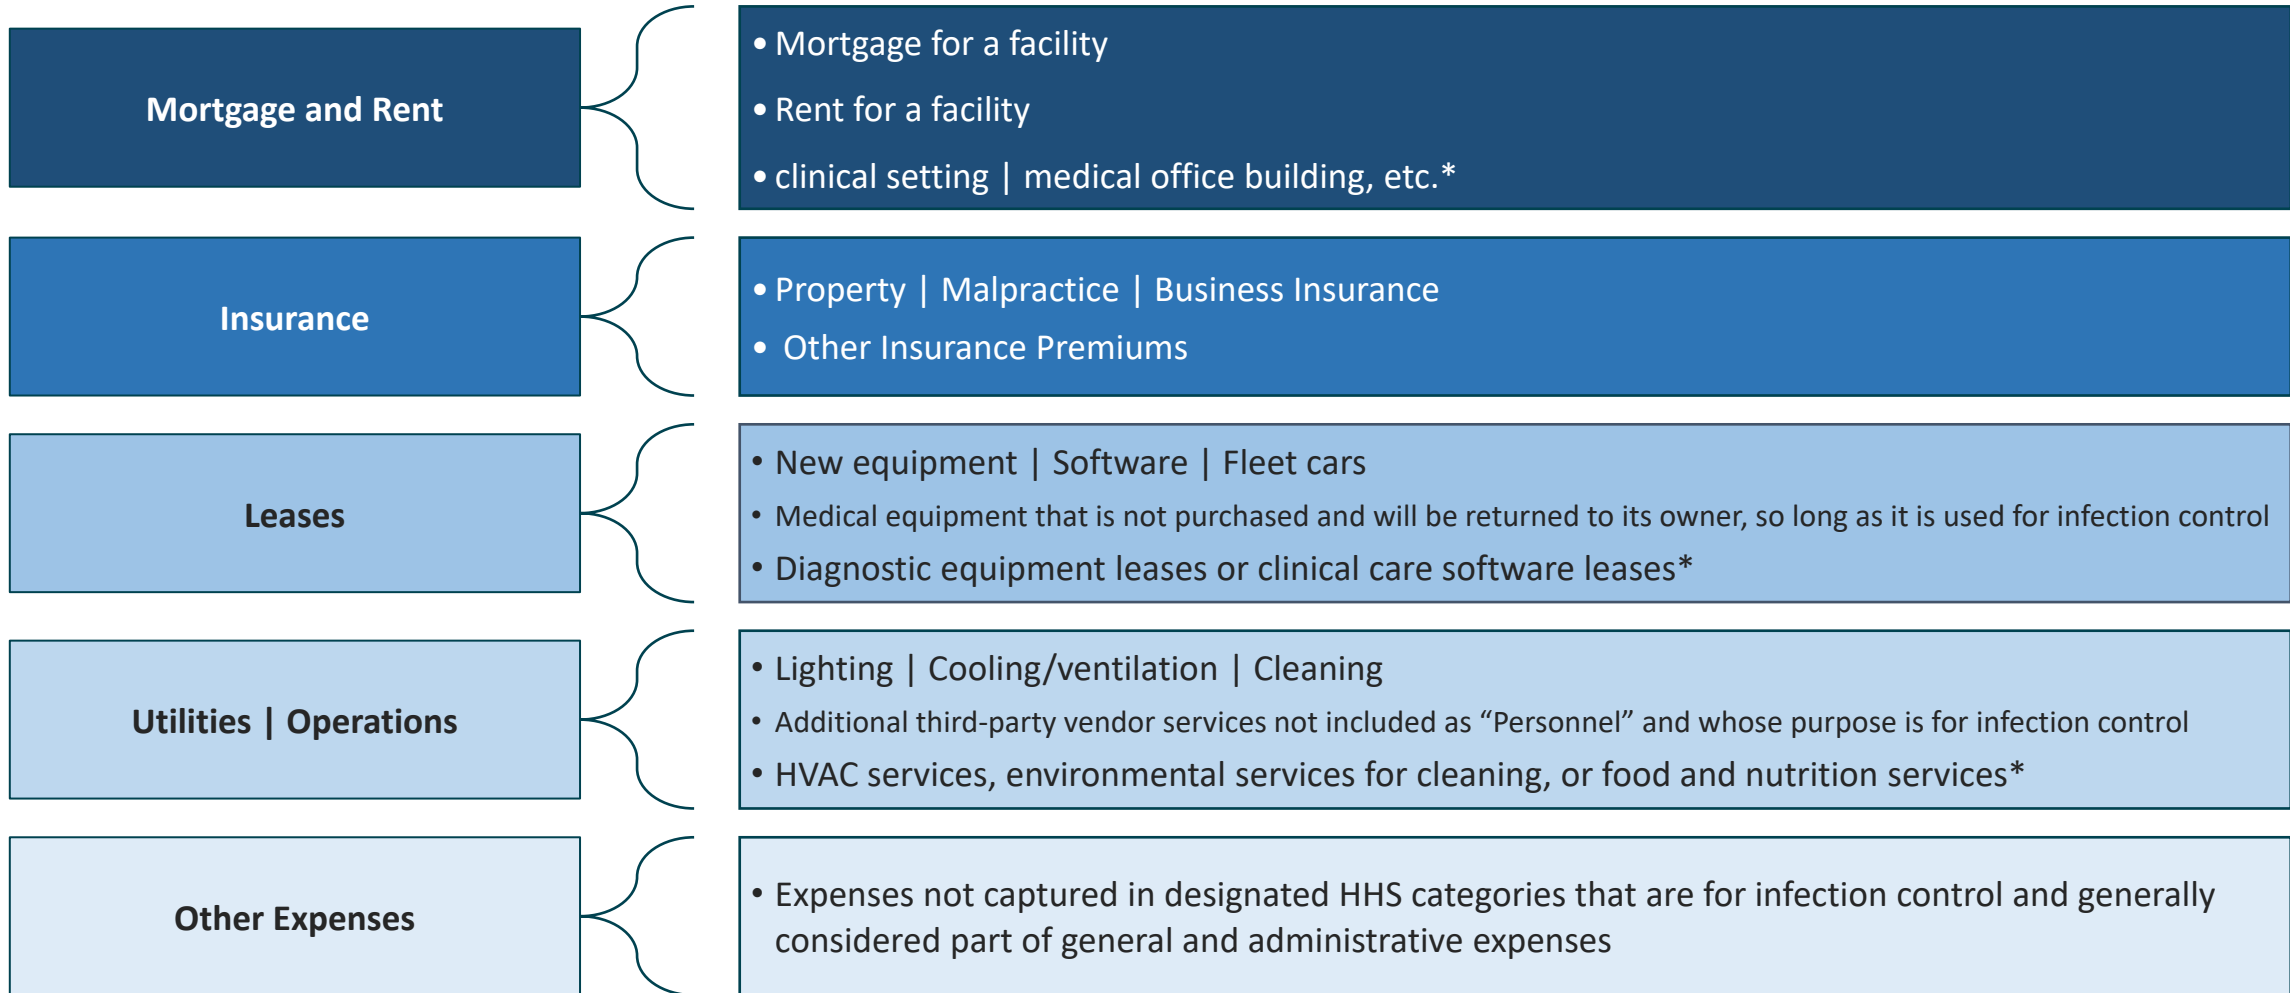 Mortgage and Rent
• Mortgage for a facility
• Rent for a facility
• clinical setting | medical office building, etc.*
Insurance
• Property | Malpractice | Business Insurance
• Other Insurance Premiums
Leases
• New equipment | Software | Fleet cars
• Medical equipment that is not purchased and will be returned to its owner, so long as it is used for infection control
• Diagnostic equipment leases or clinical care software leases*
Utilities | Operations
• Lighting | Cooling/ventilation | Cleaning
• Additional third-party vendor services not included as “Personnel” and whose purpose is for infection control
• HVAC services, environmental services for cleaning, or food and nutrition services*
Other Expenses
• Expenses not captured in designated HHS categories that are for infection control and generally
considered part of general and administrative expenses